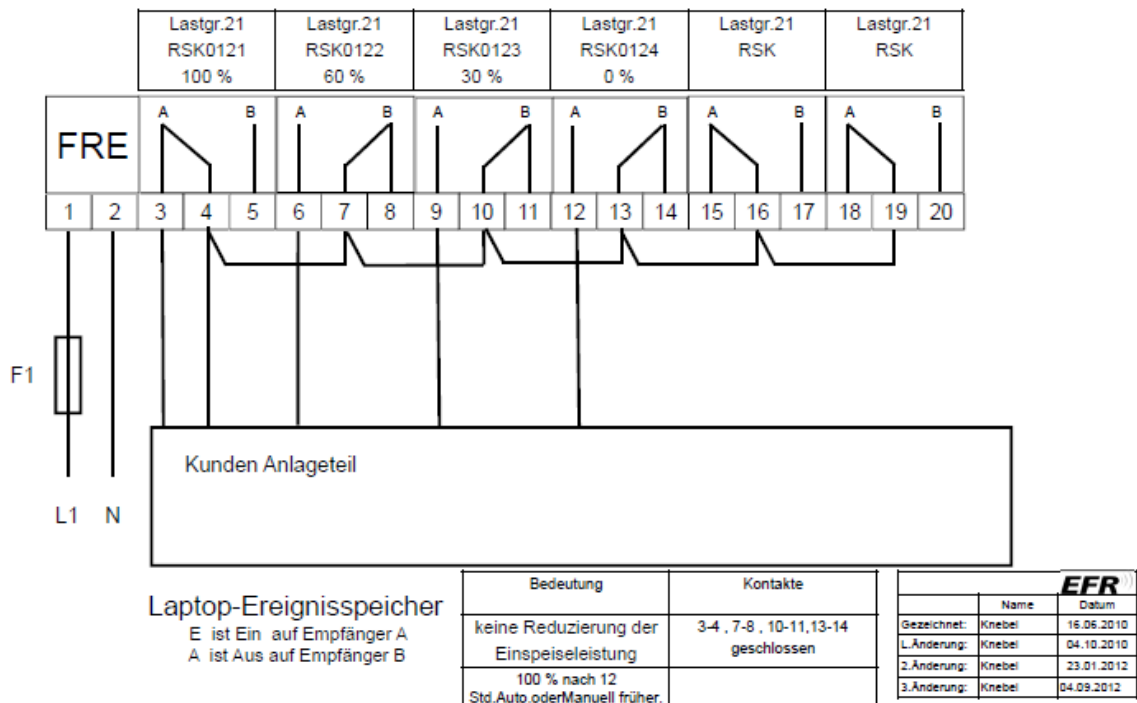 Lastgr.21 Lastgr.21 Lastgr.21 Lastgr.21 Lastgr.21 Lastgr.21
RSK0121 RSK0122 RSK0123 RSK0124 RSK RSK
100 % 60 % 30 % 0 %
A B A B A B A B A B A B
FRE
1 2 3 4 5 6 7 8 9 10 11 12 13 14 15 16 17 18 19 20
F1
Kunden Anlageteil
L1 N
Laptop-Ereignisspeicher
E ist Ein auf Empfänger A
A ist Aus auf Empfänger B
Bedeutung Kontakte
keine Reduzierung der 3-4 , 7-8 , 10-11,13-14
Einspeiseleistung geschlossen
100 % nach 12
Std.Auto.oderManuell früher.
EFR
Name Datum
Gezeichnet: Knebel 16.06.2010
L.Änderung: Knebel 04.10.2010
2.Änderung: Knebel 23.01.2012
3.Änderung: Knebel 04.09.2012